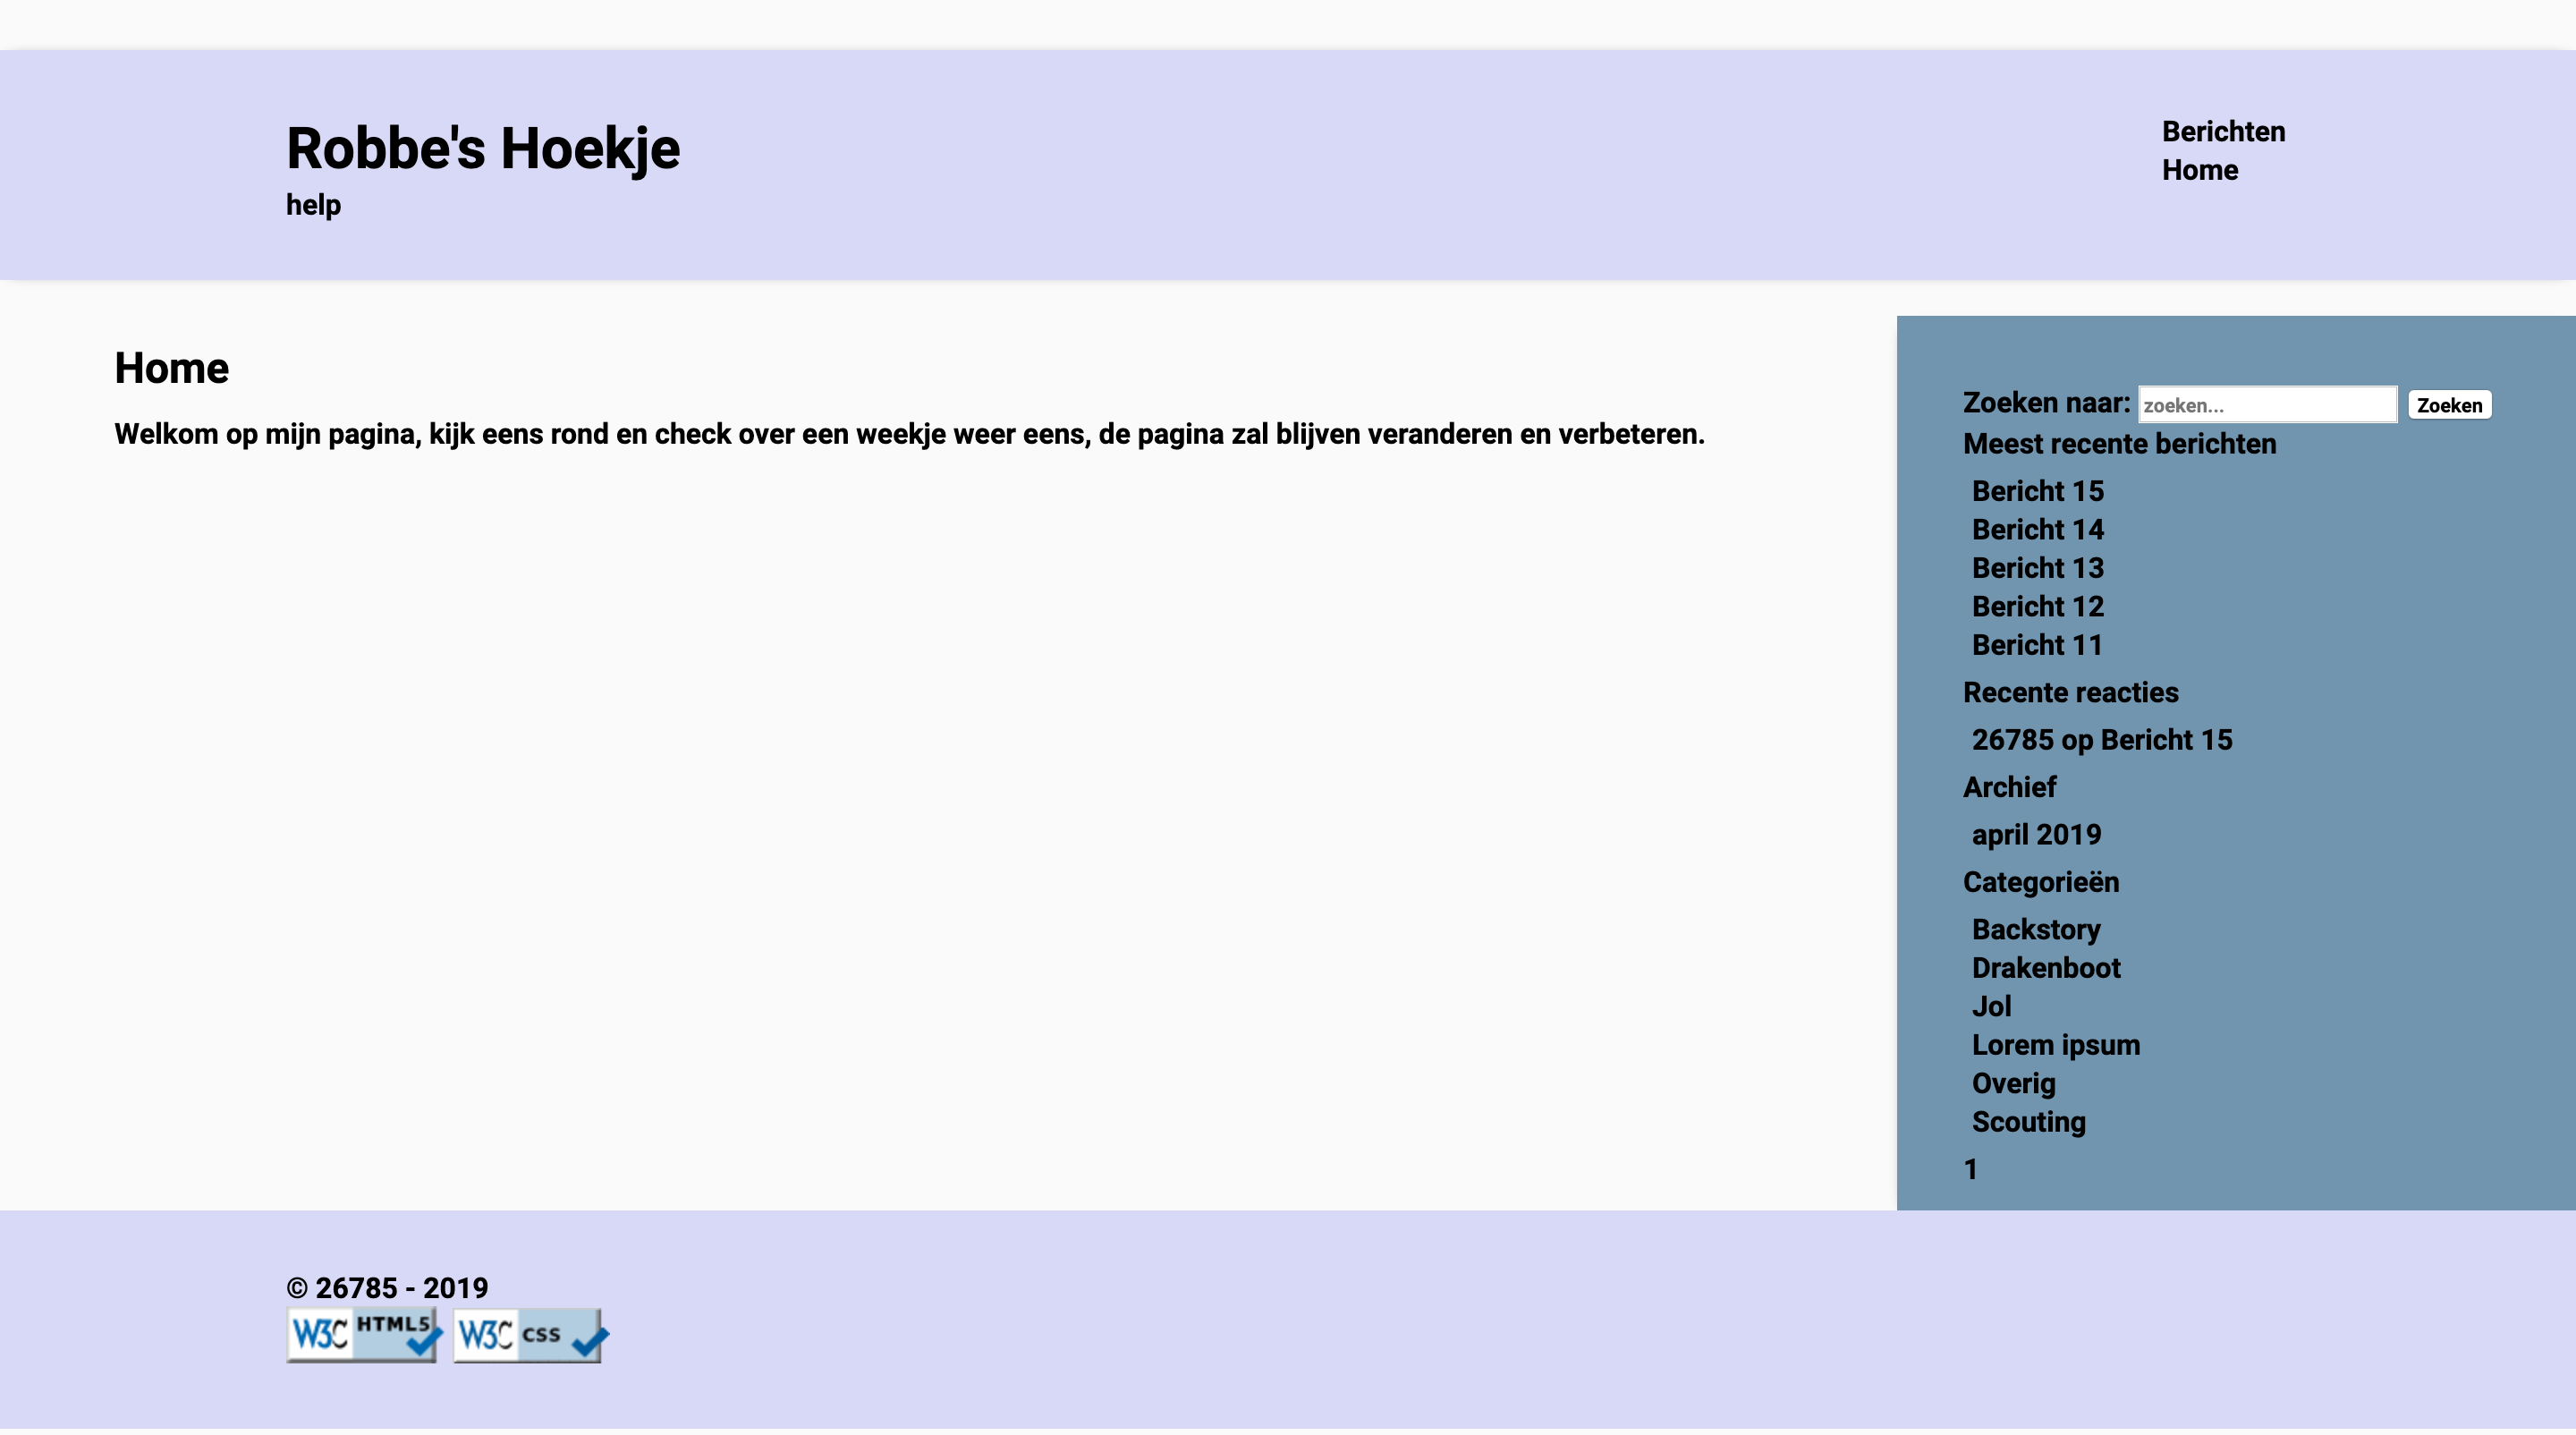 Robbe's Hoekje
help
Berichten
Home
Home
Welkom op mijn pagina, kijk eens rond en check over een weekje weer eens, de pagina zal blijven veranderen en verbeteren.
Zoeken naar: zoeken... Zoeken
Meest recente berichten
Bericht 15
Bericht 14
Bericht 13
Bericht 12
Bericht 11
Recente reacties
26785 op Bericht 15
Archief
april 2019
Categorieën
Backstory
Drakenboot
Jol
Lorem ipsum
Overig
Scouting
1
© 26785 - 2019
W3C HTML5 W3C CSS